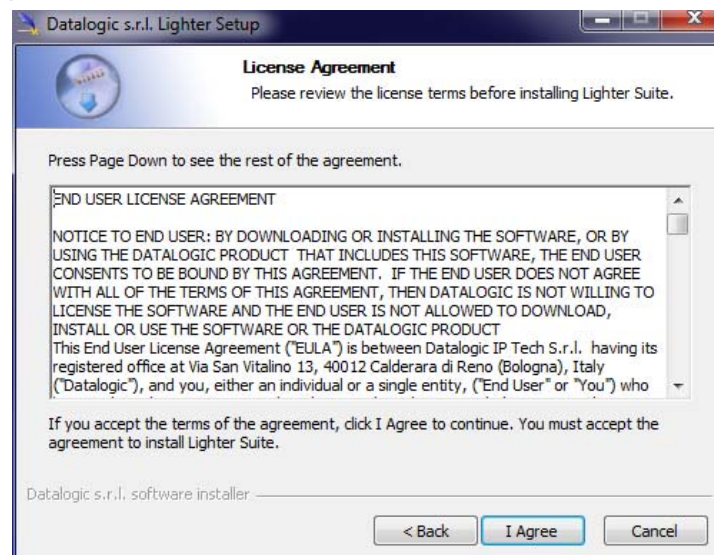 Datalogic s.r.l. Lighter Setup
License Agreement
Please review the license terms before installing Lighter Suite.
Press Page Down to see the rest of the agreement.
END USER LICENSE AGREEMENT
NOTICE TO END USER: BY DOWNLOADING OR INSTALLING THE SOFTWARE, OR BY
USING THE DATALOGIC PRODUCT THAT INCLUDES THIS SOFTWARE, THE END USER
CONSENTS TO BE BOUND BY THIS AGREEMENT. IF THE END USER DOES NOT AGREE
WITH ALL OF THE TERMS OF THIS AGREEMENT, THEN DATALOGIC IS NOT WILLING TO
LICENSE THE SOFTWARE AND THE END USER IS NOT ALLOWED TO DOWNLOAD,
INSTALL OR USE THE SOFTWARE OR THE DATALOGIC PRODUCT
This End User License Agreement ("EULA") is between Datalogic IP Tech S.r.l. having its
registered office at Via San Vitalino 13, 40012 Calderara di Reno (Bologna), Italy
("Datalogic"), and you, either an individual or a single entity, ("End User" or "You") who
If you accept the terms of the agreement, click I Agree to continue. You must accept the
agreement to install Lighter Suite.
Datalogic s.r.l. software installer
< Back I Agree Cancel